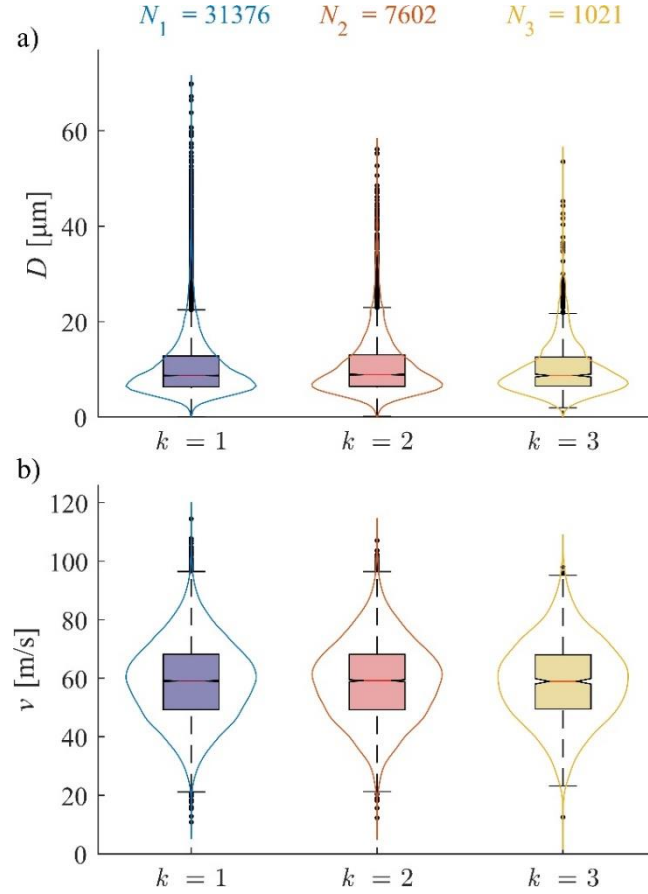 N₁ = 31376 N₂ = 7602 N₃ = 1021
a)
60
40
20
0
D [µm]
k = 1 k = 2 k = 3
b)
120
100
80
60
40
20
0
v [m/s]
k = 1 k = 2 k = 3